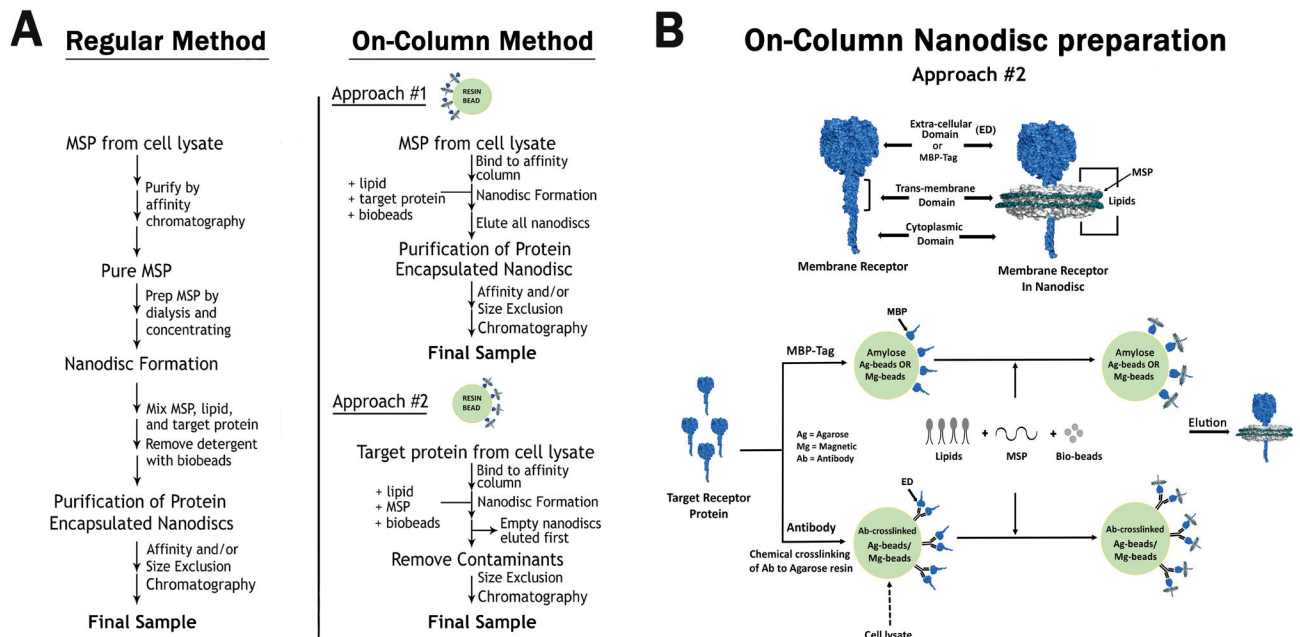 A
Regular Method
MSP from cell lysate
Purify by
affinity
chromatography
Pure MSP
Prep MSP by
dialysis and
concentrating
Nanodisc Formation
Mix MSP, lipid,
and target protein
Remove detergent
with biobeads
Purification of Protein
Encapsulated Nanodiscs
Affinity and/or
Size Exclusion
Chromatography
Final Sample
On-Column Method
Approach #1
RESIN
BEAD
MSP from cell lysate
Bind to affinity
column
+ lipid
+ target protein
+ biobeads
Nanodisc Formation
Elute all nanodiscs
Purification of Protein
Encapsulated Nanodisc
Affinity and/or
Size Exclusion
Chromatography
Final Sample
Approach #2
RESIN
BEAD
Target protein from cell lysate
Bind to affinity
column
+ lipid
+ MSP
+ biobeads
Nanodisc Formation
Empty nanodiscs
eluted first
Remove Contaminants
Size Exclusion
Chromatography
Final Sample
B
On-Column Nanodisc preparation
Approach #2
Extra-cellular
Domain (ED)
or
MBP-Tag
Trans-membrane
Domain
Cytoplasmic
Domain
MSP
Lipids
Membrane Receptor
Membrane Receptor
In Nanodisc
MBP
MBP-Tag
Amylose
Ag-beads OR
Mg-beads
Amylose
Ag-beads OR
Mg-beads
Target Receptor
Protein
Ag = Agarose
Mg = Magnetic
Ab = Antibody
Lipids + MSP + Bio-beads
Elution
ED
Antibody
Chemical crosslinking
of Ab to Agarose resin
Ab-crosslinked
Ag-beads/
Mg-beads
Ab-crosslinked
Ag-beads/
Mg-beads
Cell lysate